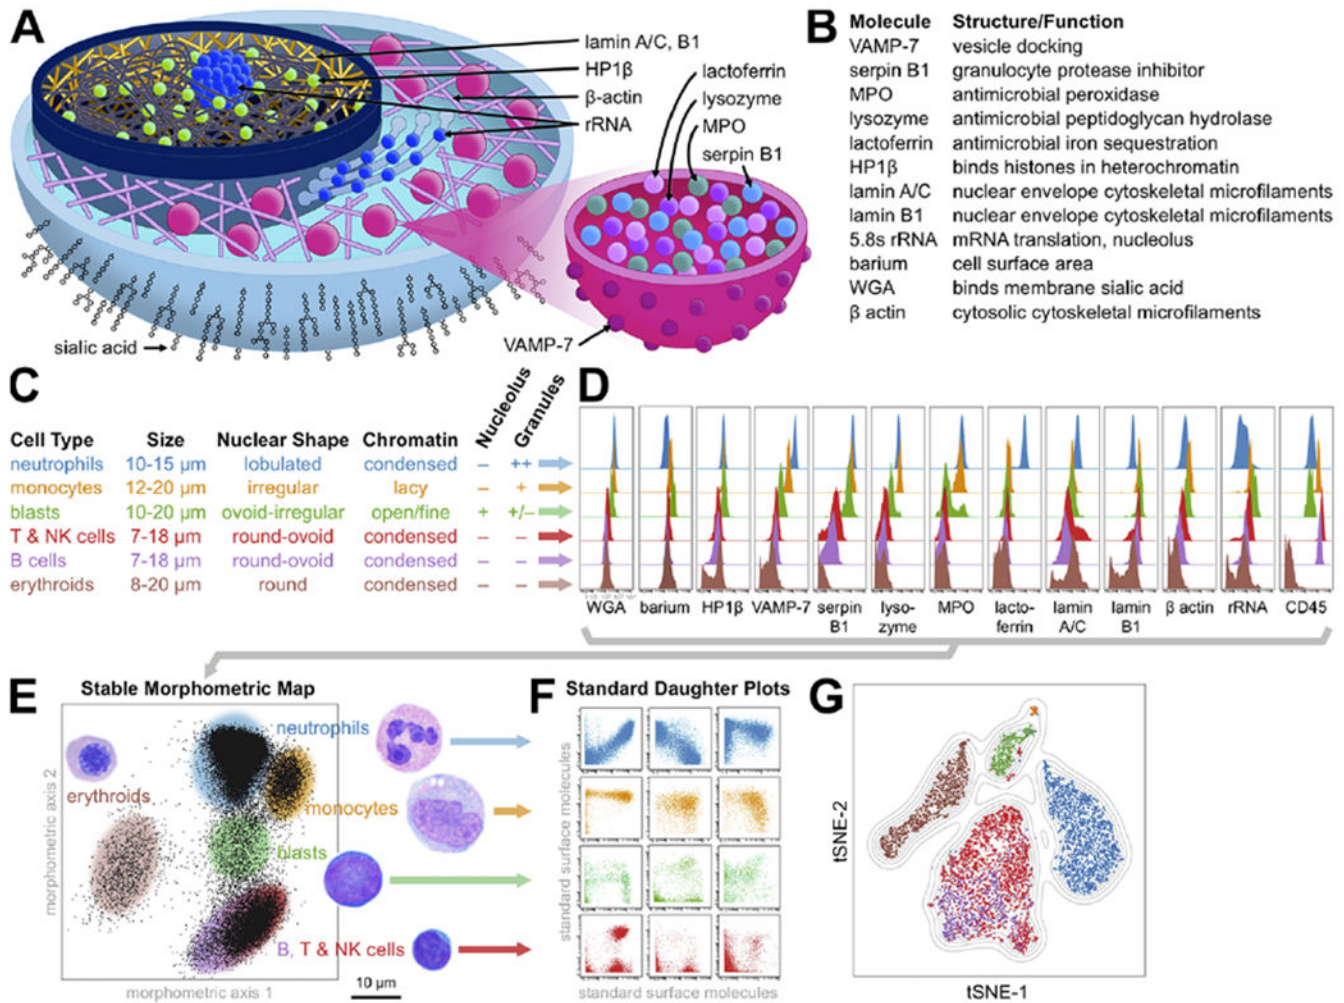 A
lamin A/C, B1
HP1β
β-actin
rRNA
lactoferrin
lysozyme
MPO
serpin B1
sialic acid
VAMP-7
B
Molecule Structure/Function
VAMP-7 vesicle docking
serpin B1 granulocyte protease inhibitor
MPO antimicrobial peroxidase
lysozyme antimicrobial peptidoglycan hydrolase
lactoferrin antimicrobial iron sequestration
HP1β binds histones in heterochromatin
lamin A/C nuclear envelope cytoskeletal microfilaments
lamin B1 nuclear envelope cytoskeletal microfilaments
5.8s rRNA mRNA translation, nucleolus
barium cell surface area
WGA binds membrane sialic acid
β actin cytosolic cytoskeletal microfilaments
C
Cell Type Size Nuclear Shape Chromatin Nucleolus Granules
neutrophils 10-15 μm lobulated condensed – ++
monocytes 12-20 μm irregular lacy – +
blasts 10-20 μm ovoid-irregular open/fine + +/–
T & NK cells 7-18 μm round-ovoid condensed – –
B cells 7-18 μm round-ovoid condensed – –
erythroids 8-20 μm round condensed – –
D
WGA barium HP1β VAMP-7 serpin B1 lyso-zyme MPO lacto-ferrin lamin A/C lamin B1 β actin rRNA CD45
E
Stable Morphometric Map
morphometric axis 2
neutrophils
erythroids
monocytes
blasts
B, T & NK cells
morphometric axis 1
10 μm
F
Standard Daughter Plots
standard surface molecules
standard surface molecules
G
tSNE-2
tSNE-1